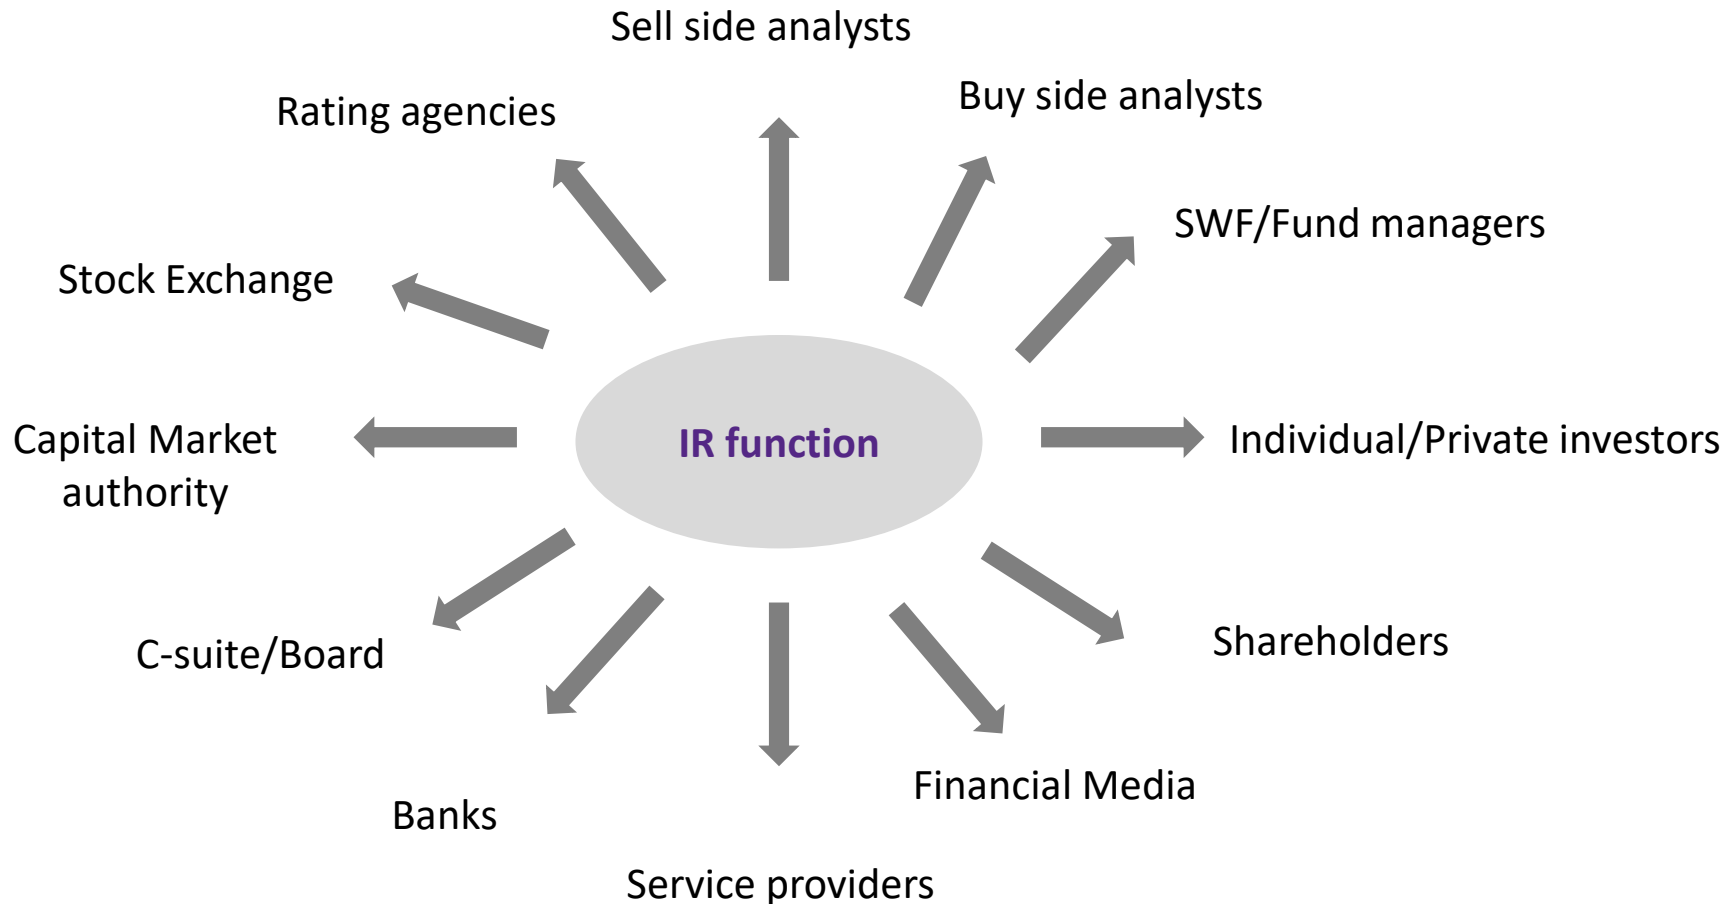 Sell side analysts
Rating agencies
Buy side analysts
SWF/Fund managers
Stock Exchange
Capital Market
authority
IR function
Individual/Private investors
C-suite/Board
Shareholders
Banks
Financial Media
Service providers